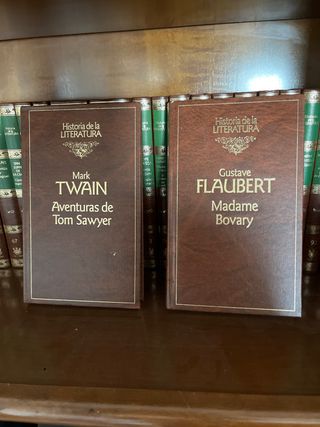 Historia de la
LITERATURA
Mark
TWAIN
Aventuras de
Tom Sawyer
Historia de la
LITERATURA
Gustave
FLAUBERT
Madame
Bovary